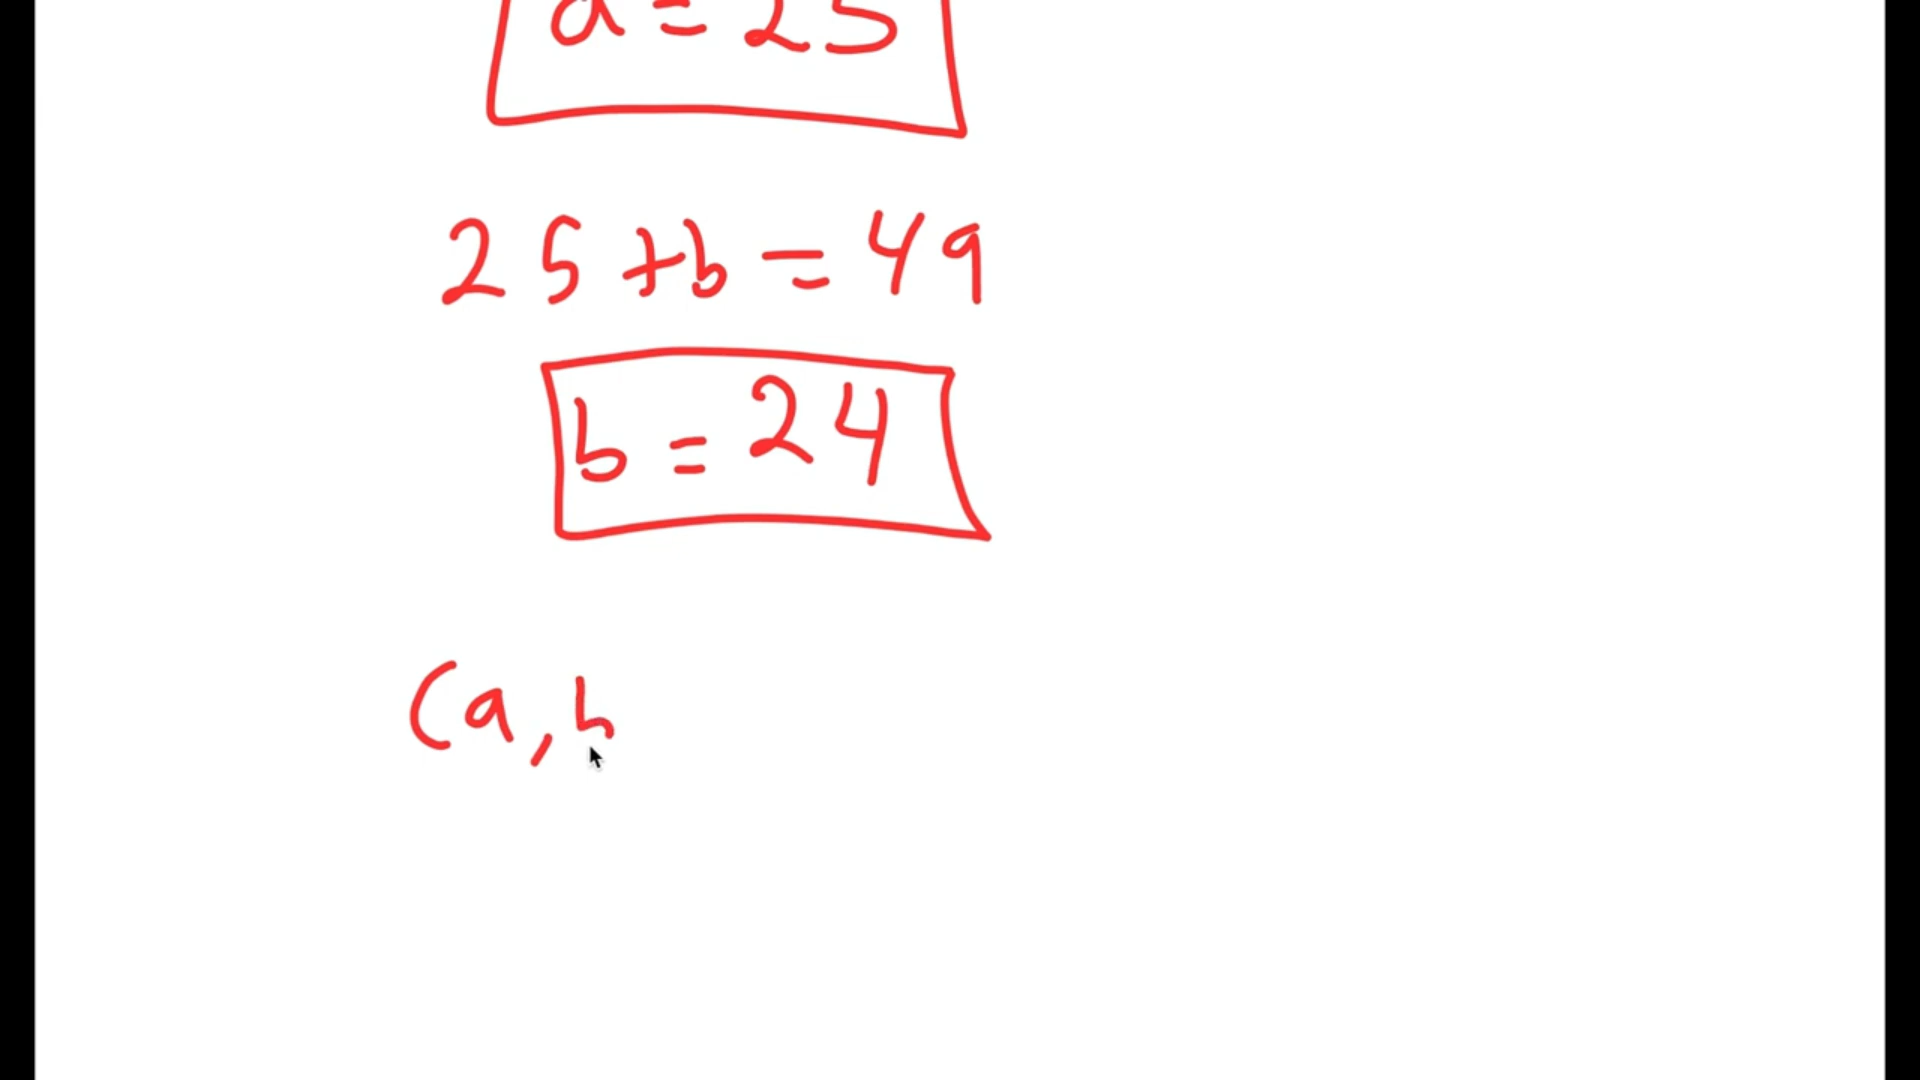 a = 25
25 + b = 49
b = 24
(a, b